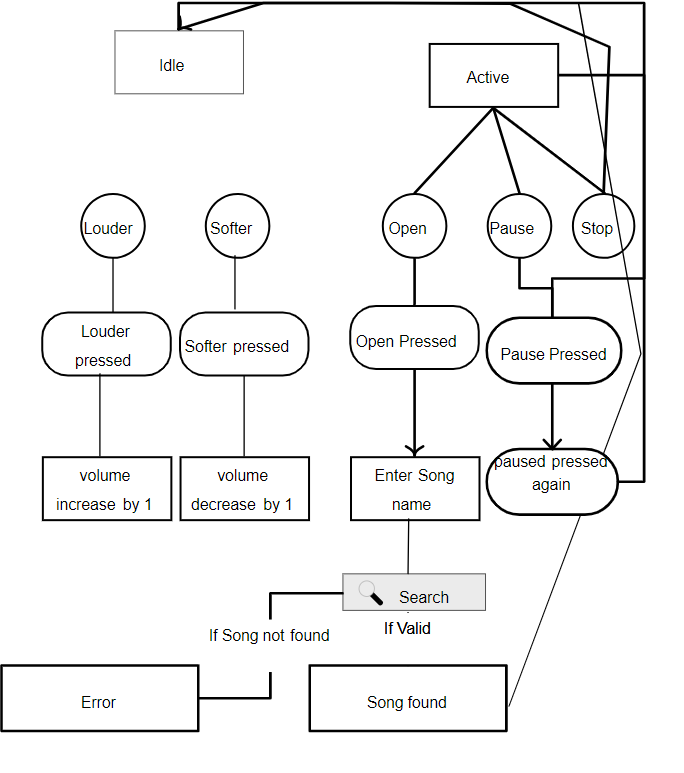 Idle
Active
Louder
Softer
Open
Pause
Stop
Louder
pressed
Softer pressed
Open Pressed
Pause Pressed
volume
increase by 1
volume
decrease by 1
Enter Song
name
paused pressed
again
Search
If Song not found
If Valid
Error
Song found